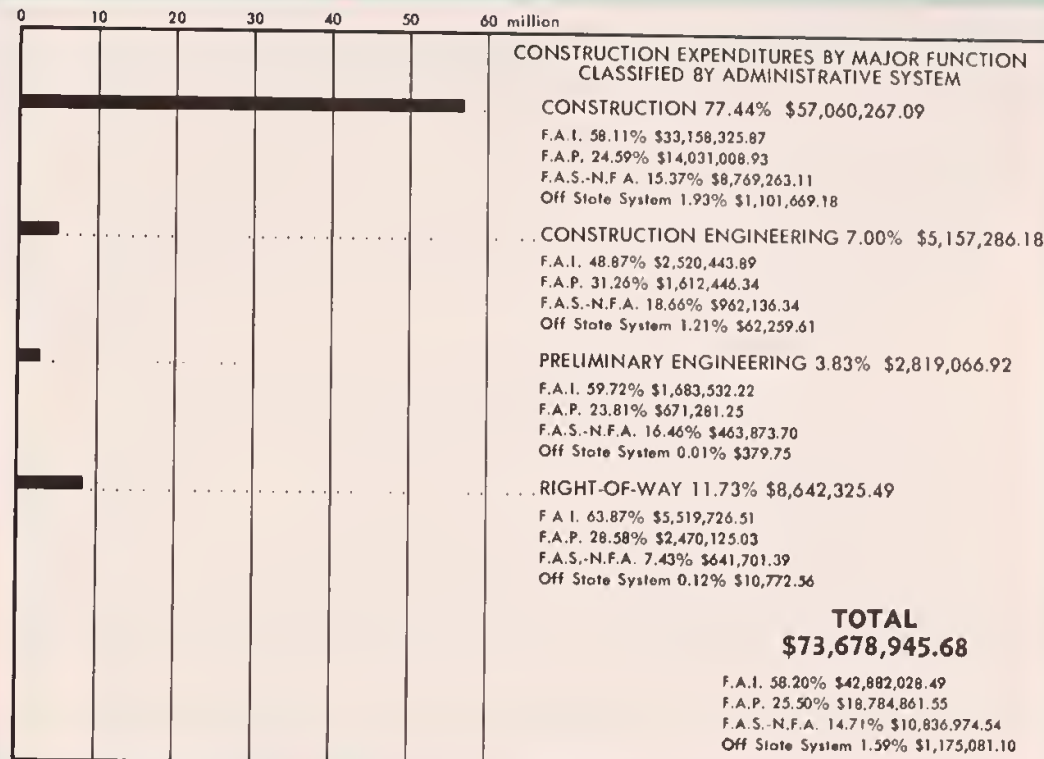 0 10 20 30 40 50 60 million
CONSTRUCTION EXPENDITURES BY MAJOR FUNCTION
CLASSIFIED BY ADMINISTRATIVE SYSTEM
CONSTRUCTION 77.44% $57,060,267.09
F.A.I. 58.11% $33,158,325.87
F.A.P. 24.59% $14,031,008.93
F.A.S.-N.F A. 15.37% $8,769,263.11
Off State System 1.93% $1,101,669.18
CONSTRUCTION ENGINEERING 7.00% $5,157,286.18
F.A.I. 48.87% $2,520,443.89
F.A.P. 31.26% $1,612,446.34
F.A.S.-N.F.A. 18.66% $962,136.34
Off State System 1.21% $62,259.61
PRELIMINARY ENGINEERING 3.83% $2,819,066.92
F.A.I. 59.72% $1,683,532.22
F.A.P. 23.81% $671,281.25
F.A.S.-N.F.A. 16.46% $463,873.70
Off State System 0.01% $379.75
RIGHT-OF-WAY 11.73% $8,642,325.49
F A I. 63.87% $5,519,726.51
F.A.P. 28.58% $2,470,125.03
F.A.S.-N.F.A. 7.43% $641,701.39
Off State System 0.12% $10,772.56
TOTAL
$73,678,945.68
F.A.I. 58.20% $42,882,028.49
F.A.P. 25.50% $18,784,861.55
F.A.S.-N.F.A. 14.71% $10,836,974.54
Off State System 1.59% $1,175,081.10